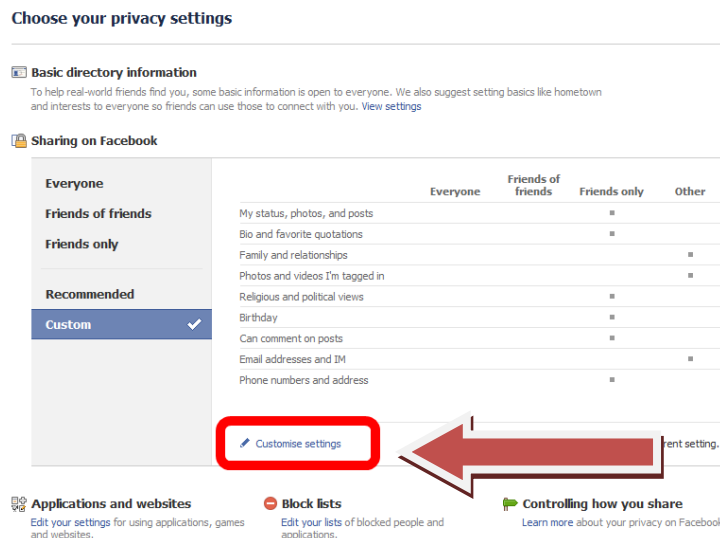 Choose your privacy settings
Basic directory information
To help real-world friends find you, some basic information is open to everyone. We also suggest setting basics like hometown
and interests to everyone so friends can use those to connect with you. View settings
Sharing on Facebook
Everyone
Friends of friends
Friends only
Recommended
Custom
Everyone Friends of friends Friends only Other
My status, photos, and posts
Bio and favorite quotations
Family and relationships
Photos and videos I'm tagged in
Religious and political views
Birthday
Can comment on posts
Email addresses and IM
Phone numbers and address
Customise settings
setting.
Applications and websites
Edit your settings for using applications, games
and websites.
Block lists
Edit your lists of blocked people and
applications.
Controlling how you share
Learn more about your privacy on Facebook